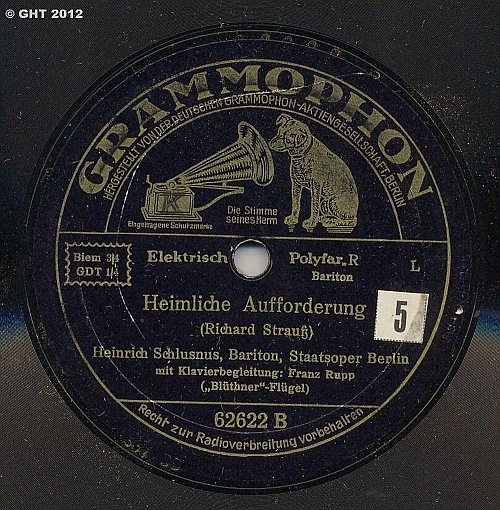 © GHT 2012
GRAMMOPHON
HERGESTELLT VON DER DEUTSCHEN GRAMMOPHON-AKTIENGESELLSCHAFT, BERLIN
K
Die Stimme
seines Herrn
Eingetragene Schutzmarke
Biem 3/4
GDT 1/4
Elektrisch
Polyfar„R
Bariton
L
Heimliche Aufforderung
(Richard Strauß)
5
Heinrich Schlusnus, Bariton, Staatsoper Berlin
mit Klavierbegleitung: Franz Rupp
(„Blüthner"-Flügel)
62622 B
Recht zur Radioverbreitung vorbehalten